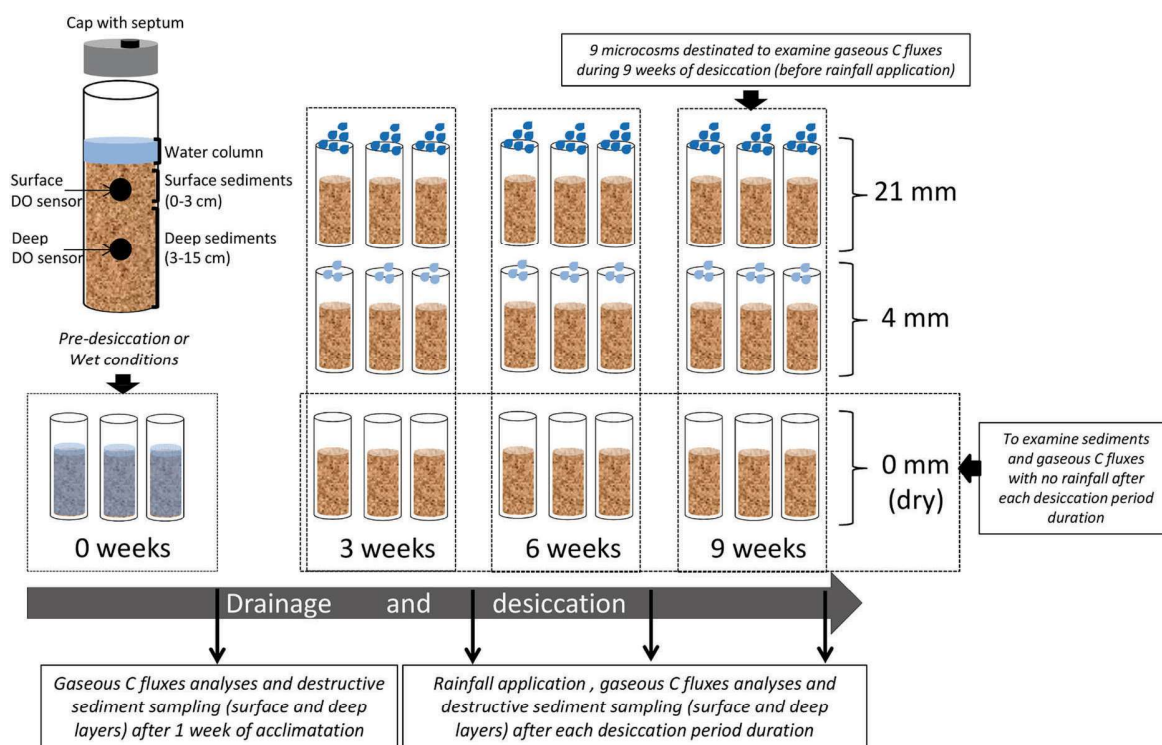 Cap with septum
Water column
Surface
DO sensor
Surface sediments
(0-3 cm)
Deep
DO sensor
Deep sediments
(3-15 cm)
9 microcosms destinated to examine gaseous C fluxes
during 9 weeks of desiccation (before rainfall application)
21 mm
4 mm
Pre-desiccation or
Wet conditions
0 mm
(dry)
To examine sediments
and gaseous C fluxes
with no rainfall after
each desiccation period
duration
0 weeks
3 weeks
6 weeks
9 weeks
Drainage and desiccation
Gaseous C fluxes analyses and destructive
sediment sampling (surface and deep
layers) after 1 week of acclimatation
Rainfall application , gaseous C fluxes analyses and
destructive sediment sampling (surface and deep
layers) after each desiccation period duration